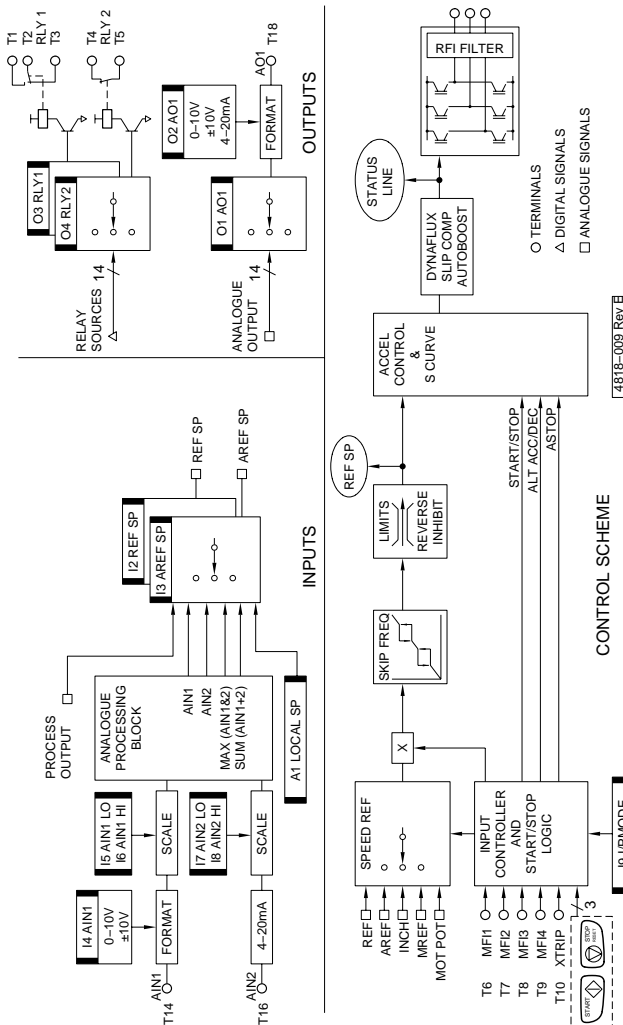 T1
T2
T3
RLY 1
T4
T5
RLY 2
O3 RLY1
O4 RLY2
RELAY
SOURCES
14
O2 AO1
0–10V
±10V
4–20mA
O1 AO1
FORMAT
AO1
T18
ANALOGUE
OUTPUT
14
OUTPUTS
PROCESS
OUTPUT
I4 AIN1
0–10V
±10V
I5 AIN1 LO
I6 AIN1 HI
T14
AIN1
FORMAT
SCALE
I7 AIN2 LO
I8 AIN2 HI
T16
AIN2
4–20mA
SCALE
ANALOGUE
PROCESSING
BLOCK
AIN1
AIN2
MAX (AIN1&2)
SUM (AIN1+2)
A1 LOCAL SP
I2 REF SP
I3 AREF SP
REF SP
AREF SP
INPUTS
REF
AREF
INCH
MREF
MOT POT
SPEED REF
X
SKIP FREQ
LIMITS
REVERSE
INHIBIT
REF SP
ACCEL
CONTROL
&
S CURVE
DYNAFLUX
SLIP COMP
AUTOBOOST
STATUS
LINE
RFI FILTER
T6 MFI1
T7 MFI2
T8 MFI3
T9 MFI4
T10 XTRIP
INPUT
CONTROLLER
AND
START/STOP
LOGIC
START/STOP
ALT ACC/DEC
ASTOP
START
STOP
RESET
3
TERMINALS
DIGITAL SIGNALS
ANALOGUE SIGNALS
CONTROL SCHEME
4818–009 Rev